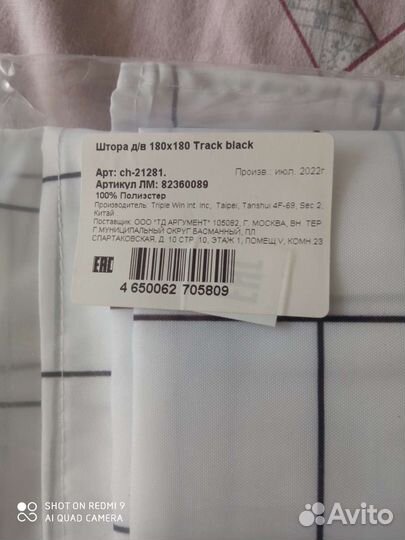 Штора д/в 180х180 Track black
Арт: ch-21281. Произв.: июл. 2022г
Артикул ЛМ: 82360089
100% Полиэстер
Производитель: Triple Win Int. Inc., Taipei, Tanshui 4F-69, Sec 2,
Китай
Поставщик: ООО "ТД АРГУМЕНТ" 105082, Г. МОСКВА, ВН. ТЕР
Г. МУНИЦИПАЛЬНЫЙ ОКРУГ БАСМАННЫЙ, ПЛ
СПАРТАКОВСКАЯ, Д. 10 СТР. 10, ЭТАЖ 1, ПОМЕЩ V, КОМН 23
EAC
4 650062 705809
SHOT ON REDMI 9
AI QUAD CAMERA
Avito